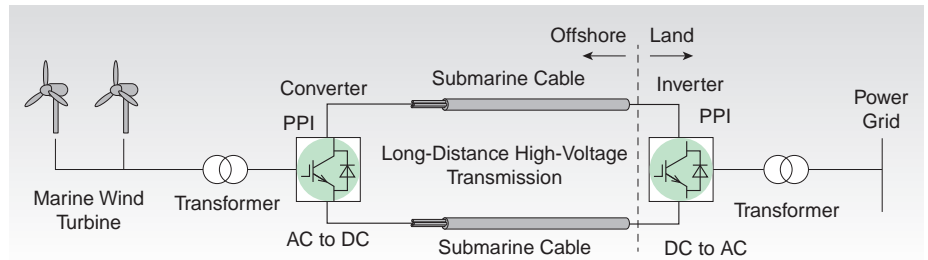 Offshore
Land
Submarine Cable
Converter
Inverter
PPI
PPI
Power
Grid
Long-Distance High-Voltage
Transmission
Marine Wind
Turbine
Transformer
Transformer
AC to DC
Submarine Cable
DC to AC